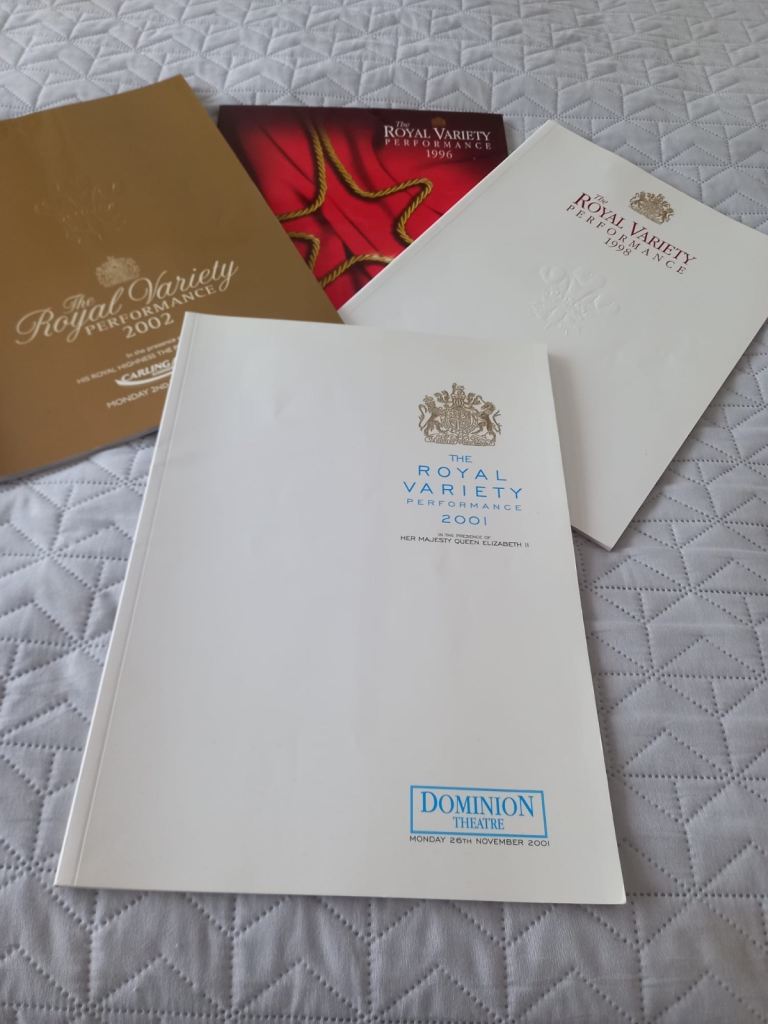 The
ROYAL VARIETY
PERFORMANCE
1996
The
ROYAL VARIETY
PERFORMANCE
1998
The
Royal Variety
PERFORMANCE
2002
In the presence
HIS ROYAL HIGHNESS THE
CARLING
MONDAY 2ND
THE
ROYAL
VARIETY
PERFORMANCE
2001
IN THE PRESENCE OF
HER MAJESTY QUEEN ELIZABETH II
DOMINION
THEATRE
MONDAY 26TH NOVEMBER 2001